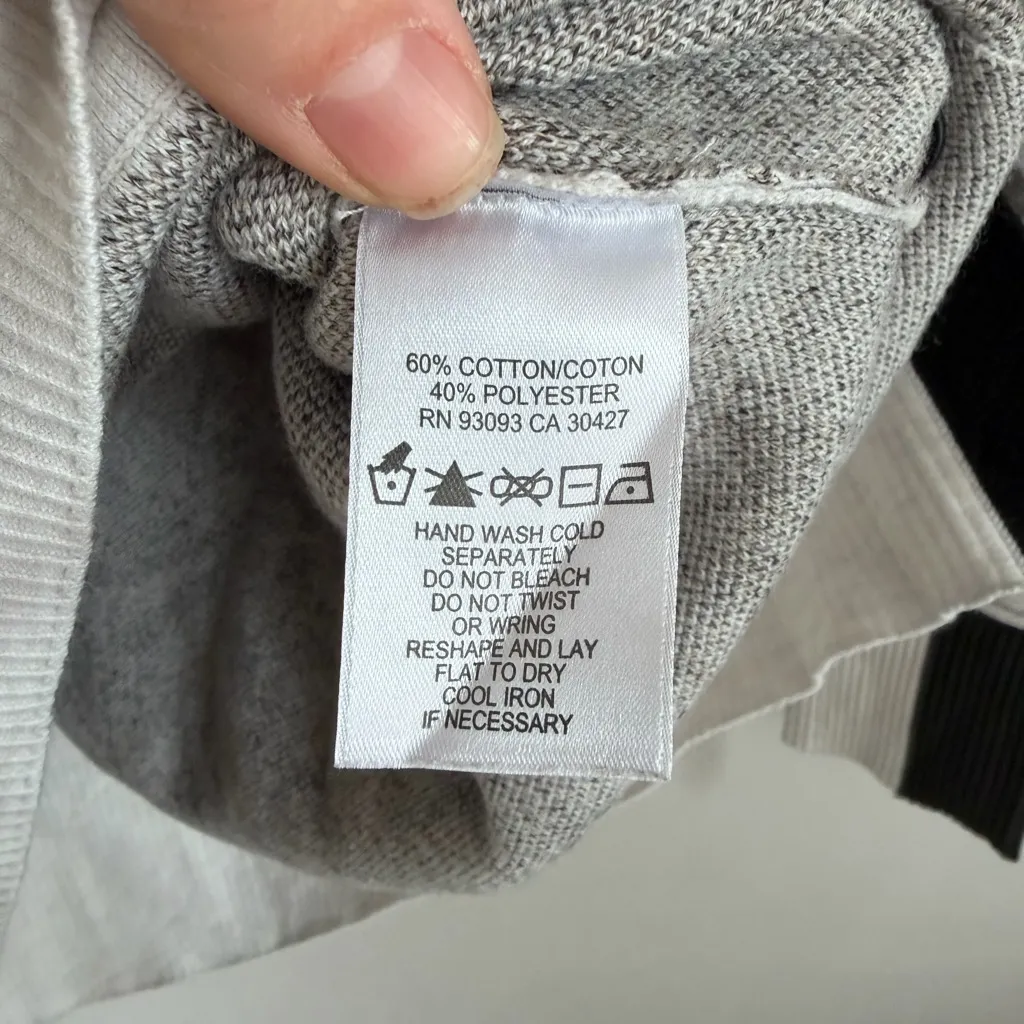 60% COTTON/COTON
40% POLYESTER
RN 93093 CA 30427
HAND WASH COLD
SEPARATELY
DO NOT BLEACH
DO NOT TWIST
OR WRING
RESHAPE AND LAY
FLAT TO DRY
COOL IRON
IF NECESSARY